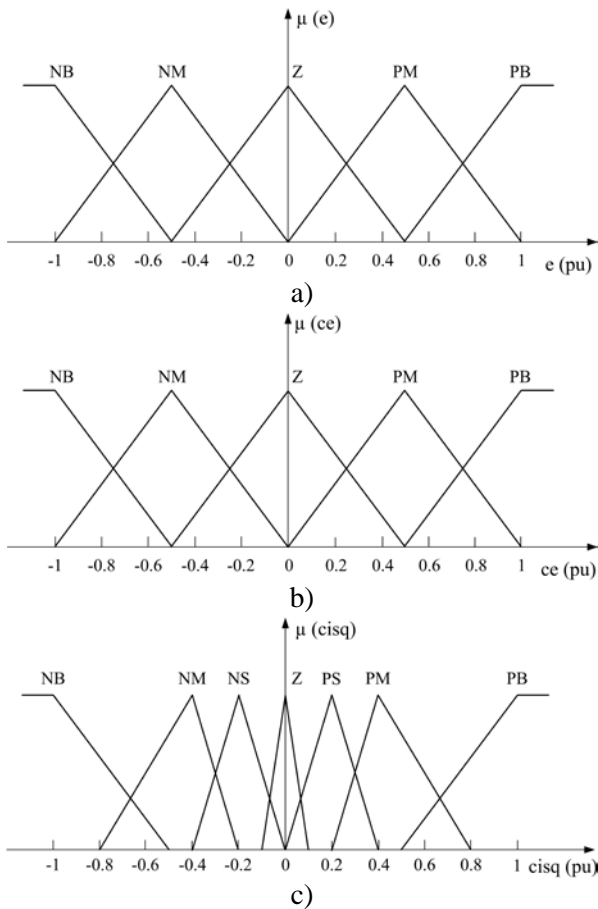 μ (e)
NB NM Z PM PB
-1 -0.8 -0.6 -0.4 -0.2 0 0.2 0.4 0.6 0.8 1
e (pu)
a)
μ (ce)
NB NM Z PM PB
-1 -0.8 -0.6 -0.4 -0.2 0 0.2 0.4 0.6 0.8 1
ce (pu)
b)
μ (cisq)
NB NM NS Z PS PM PB
-1 -0.8 -0.6 -0.4 -0.2 0 0.2 0.4 0.6 0.8 1 cisq (pu)
c)